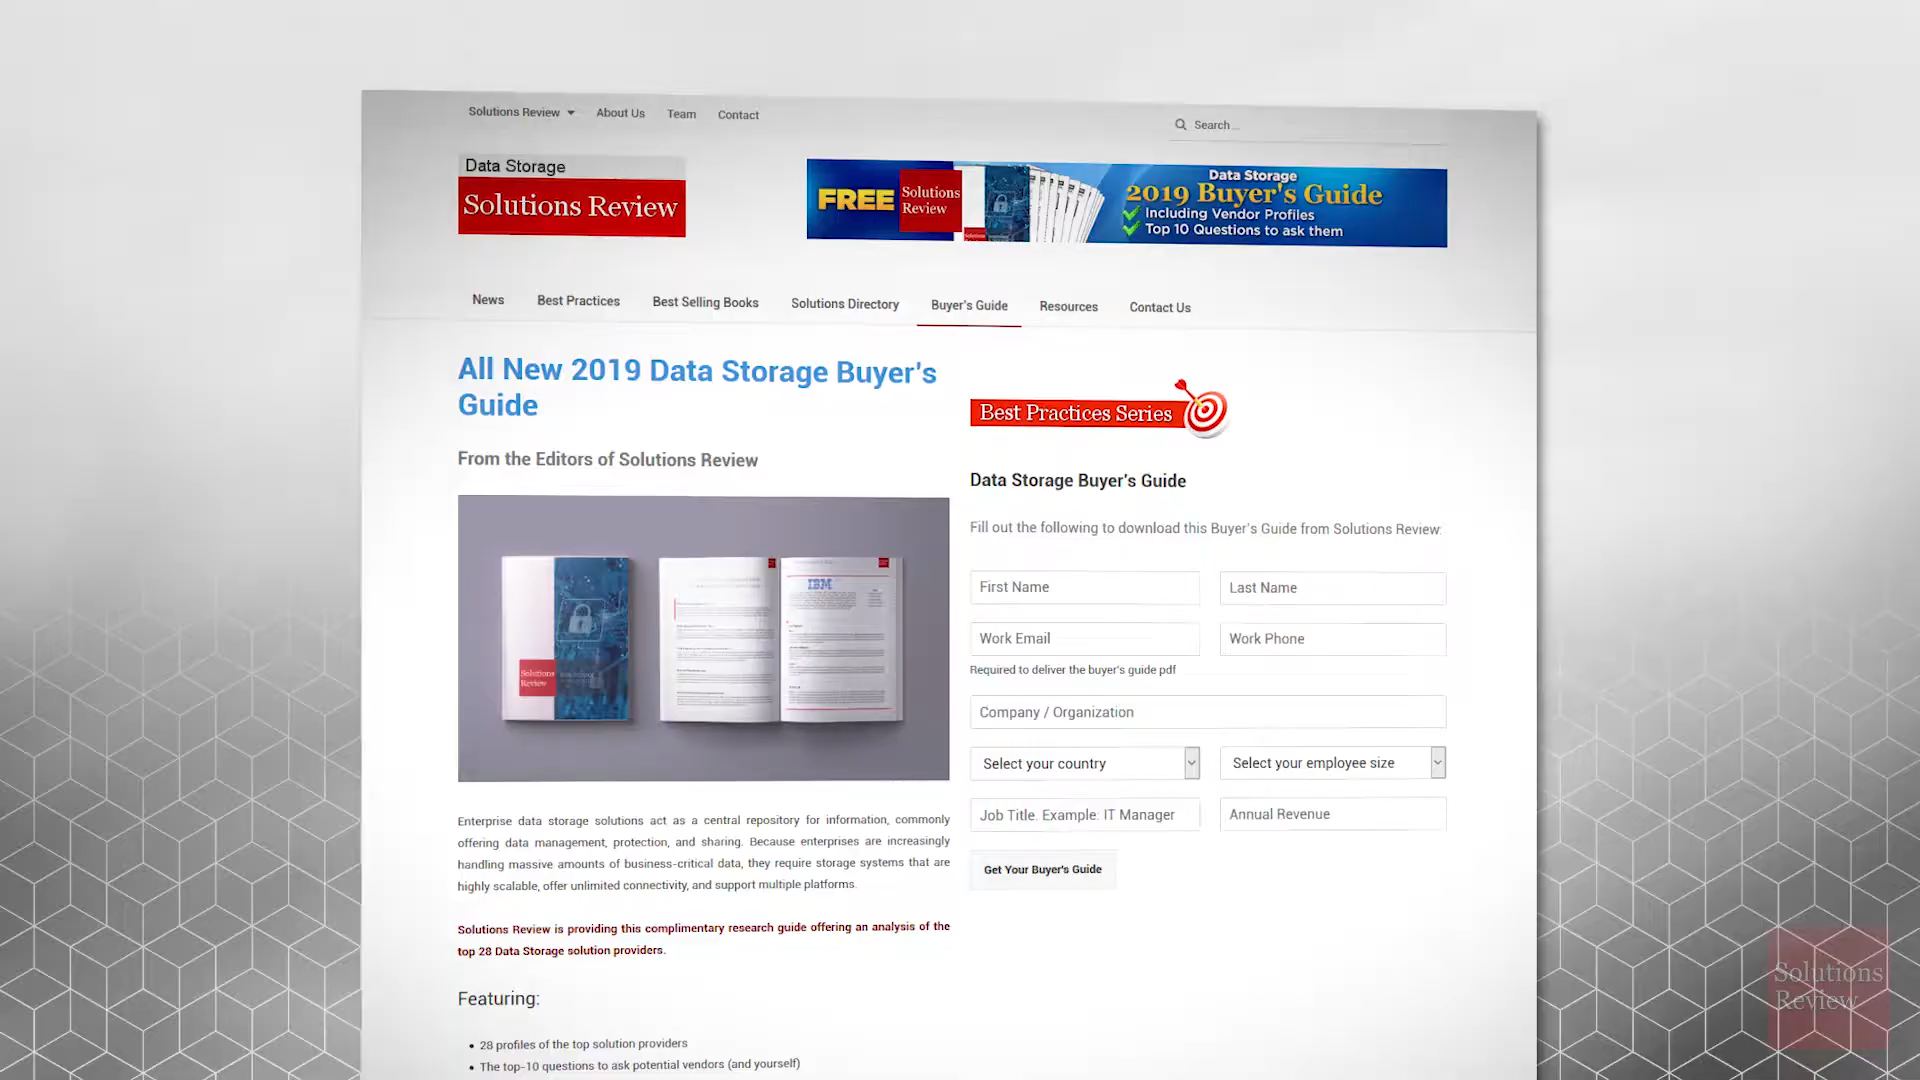 Solutions Review About Us Team Contact
Search ...
Data Storage
Solutions Review
FREE
Solutions
Review
Data Storage
2019 Buyer's Guide
Including Vendor Profiles
Top 10 Questions to ask them
News Best Practices Best Selling Books Solutions Directory Buyer's Guide Resources Contact Us
All New 2019 Data Storage Buyer's
Guide
From the Editors of Solutions Review
Solutions
Review
IBM
Enterprise data storage solutions act as a central repository for information, commonly
offering data management, protection, and sharing. Because enterprises are increasingly
handling massive amounts of business-critical data, they require storage systems that are
highly scalable, offer unlimited connectivity, and support multiple platforms.
Solutions Review is providing this complimentary research guide offering an analysis of the
top 28 Data Storage solution providers.
Featuring:
• 28 profiles of the top solution providers
• The top-10 questions to ask potential vendors (and yourself)
Best Practices Series
Data Storage Buyer's Guide
Fill out the following to download this Buyer's Guide from Solutions Review:
First Name Last Name
Work Email Work Phone
Required to deliver the buyer's guide pdf
Company / Organization
Select your country Select your employee size
Job Title. Example: IT Manager Annual Revenue
Get Your Buyer's Guide
Solutions
Review